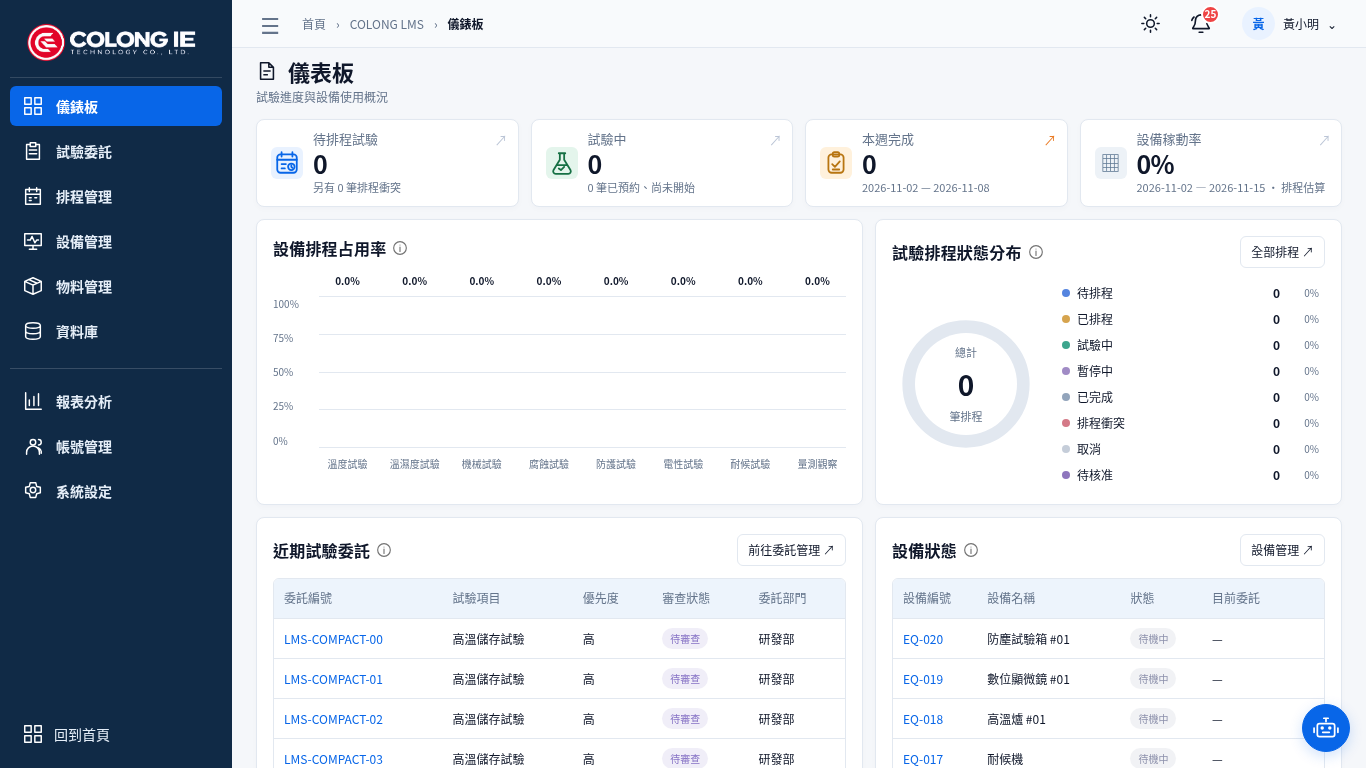 COLONG IE
TECHNOLOGY CO., LTD.
儀錶板
試驗委託
排程管理
設備管理
物料管理
資料庫
報表分析
帳號管理
系統設定
回到首頁
首頁 › COLONG LMS › 儀錶板
25
黃 黃小明
儀表板
試驗進度與設備使用概況
待排程試驗 ↗
0
另有 0 筆排程衝突
試驗中 ↗
0
0 筆已預約、尚未開始
本週完成 ↗
0
2026-11-02 — 2026-11-08
設備稼動率 ↗
0%
2026-11-02 — 2026-11-15 · 排程估算
設備排程占用率
0.0% 0.0% 0.0% 0.0% 0.0% 0.0% 0.0% 0.0%
100%
75%
50%
25%
0%
溫度試驗 溫濕度試驗 機械試驗 腐蝕試驗 防護試驗 電性試驗 耐候試驗 量測觀察
試驗排程狀態分布
全部排程 ↗
總計
0
筆排程
待排程 0 0%
已排程 0 0%
試驗中 0 0%
暫停中 0 0%
已完成 0 0%
排程衝突 0 0%
取消 0 0%
待核准 0 0%
近期試驗委託
前往委託管理 ↗
委託編號 試驗項目 優先度 審查狀態 委託部門
LMS-COMPACT-00 高溫儲存試驗 高 待審查 研發部
LMS-COMPACT-01 高溫儲存試驗 高 待審查 研發部
LMS-COMPACT-02 高溫儲存試驗 高 待審查 研發部
LMS-COMPACT-03 高溫儲存試驗 高 待審查 研發部
設備狀態
設備管理 ↗
設備編號 設備名稱 狀態 目前委託
EQ-020 防塵試驗箱 #01 待機中 —
EQ-019 數位顯微鏡 #01 待機中 —
EQ-018 高溫爐 #01 待機中 —
EQ-017 耐候機 待機中 —